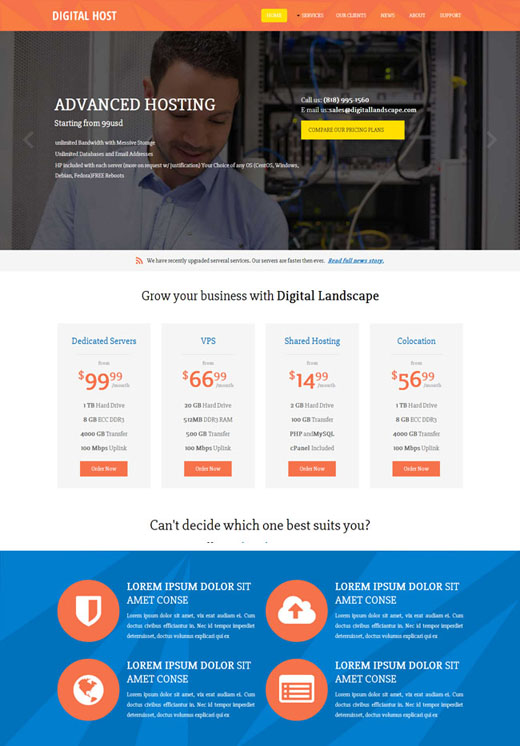 DIGITAL HOST
HOME SERVICES OUR CLIENTS NEWS ABOUT SUPPORT
ADVANCED HOSTING
Starting from 99usd
unlimited Bandwidth with Messive Storage
Unlimited Databases and Email Addresses
HP included with each server (more on request w/ Justification) Your Choice of any OS (CentOS, Windows,
Debian, Fedora)FREE Reboots
Call us: (818) 995-1560
E-mail us:sales@digitallandscape.com
COMPARE OUR PRICING PLANS
We have recently upgraded serveral services. Our servers are faster then ever. Read full news story.
Grow your business with Digital Landscape
Dedicated Servers
From
$99.99
/month
1 TB Hard Drive
8 GB ECC DDR3
4000 GB Transfer
100 Mbps Uplink
Order Now
VPS
From
$66.99
/month
20 GB Hard Drive
512MB DDR3 RAM
500 GB Transfer
100 Mbps Uplink
Order Now
Shared Hosting
From
$14.99
/month
2 GB Hard Drive
100 GB Transfer
PHP andMySQL
cPanel Included
Order Now
Colocation
From
$56.99
/month
1 TB Hard Drive
8 GB ECC DDR3
4000 GB Transfer
100 Mbps Uplink
Order Now
Can't decide which one best suits you?
LOREM IPSUM DOLOR SIT
AMET CONSE
Lorem ipsum dolor sit amet, vix erat audiam ei. Cum
doctus civibus efficiantur in. Nec id tempor imperdiet
deterruisset, doctus volumus explicari qui ex
LOREM IPSUM DOLOR SIT
AMET CONSE
Lorem ipsum dolor sit amet, vix erat audiam ei. Cum
doctus civibus efficiantur in. Nec id tempor imperdiet
deterruisset, doctus volumus explicari qui ex
LOREM IPSUM DOLOR SIT
AMET CONSE
Lorem ipsum dolor sit amet, vix erat audiam ei. Cum
doctus civibus efficiantur in. Nec id tempor imperdiet
deterruisset, doctus volumus explicari qui ex
LOREM IPSUM DOLOR SIT
AMET CONSE
Lorem ipsum dolor sit amet, vix erat audiam ei. Cum
doctus civibus efficiantur in. Nec id tempor imperdiet
deterruisset, doctus volumus explicari qui ex